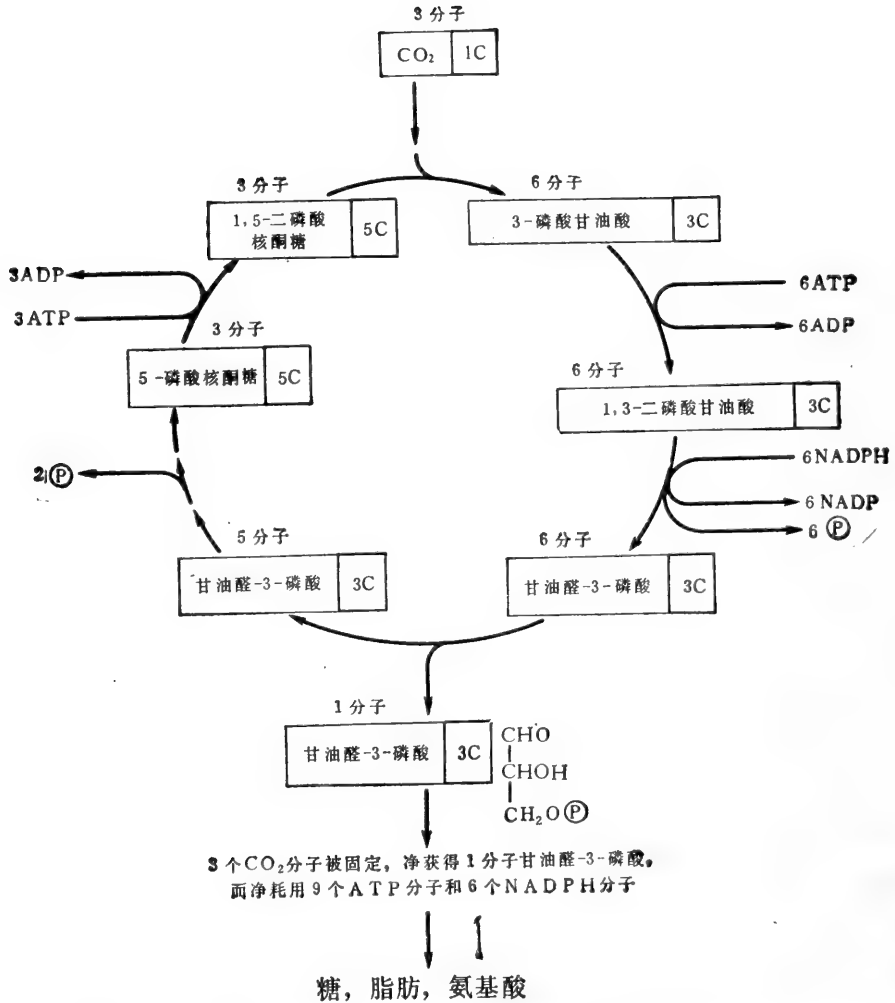 3分子
CO₂ 1C
3分子
1,5-二磷酸
核酮糖
5C
6分子
3-磷酸甘油酸 3C
3ADP
3ATP
6ATP
6ADP
3分子
5-磷酸核酮糖 5C
6分子
1,3-二磷酸甘油酸 3C
2Ⓟ
6NADPH
6NADP
6Ⓟ
5分子
甘油醛-3-磷酸 3C
6分子
甘油醛-3-磷酸 3C
1分子
甘油醛-3-磷酸 3C
CHO
CHOH
CH₂OⓅ
3个CO₂分子被固定，净获得1分子甘油醛-3-磷酸，
而净耗用9个ATP分子和6个NADPH分子
糖，脂肪，氨基酸